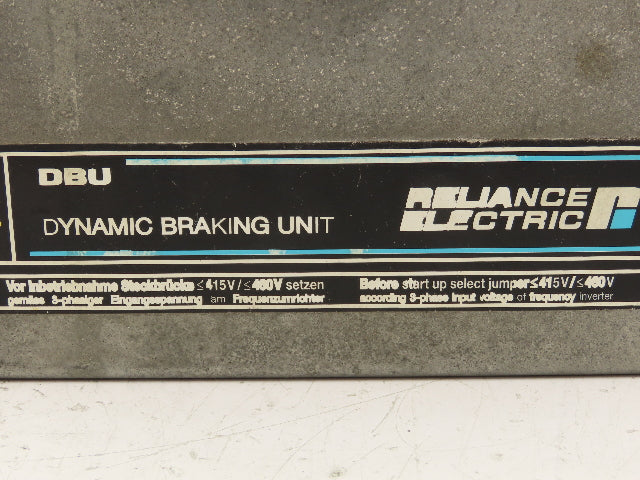 DBU
DYNAMIC BRAKING UNIT
RELIANCE
ELECTRIC
Vor Inbetriebnahme Steckbrücke ≤415V/≤460V setzen
gemäss 3-phasiger Eingangsspannung am Frequenzumrichter
Before start up select jumper ≤415V/≤460V
according 3-phase input voltage of frequency inverter